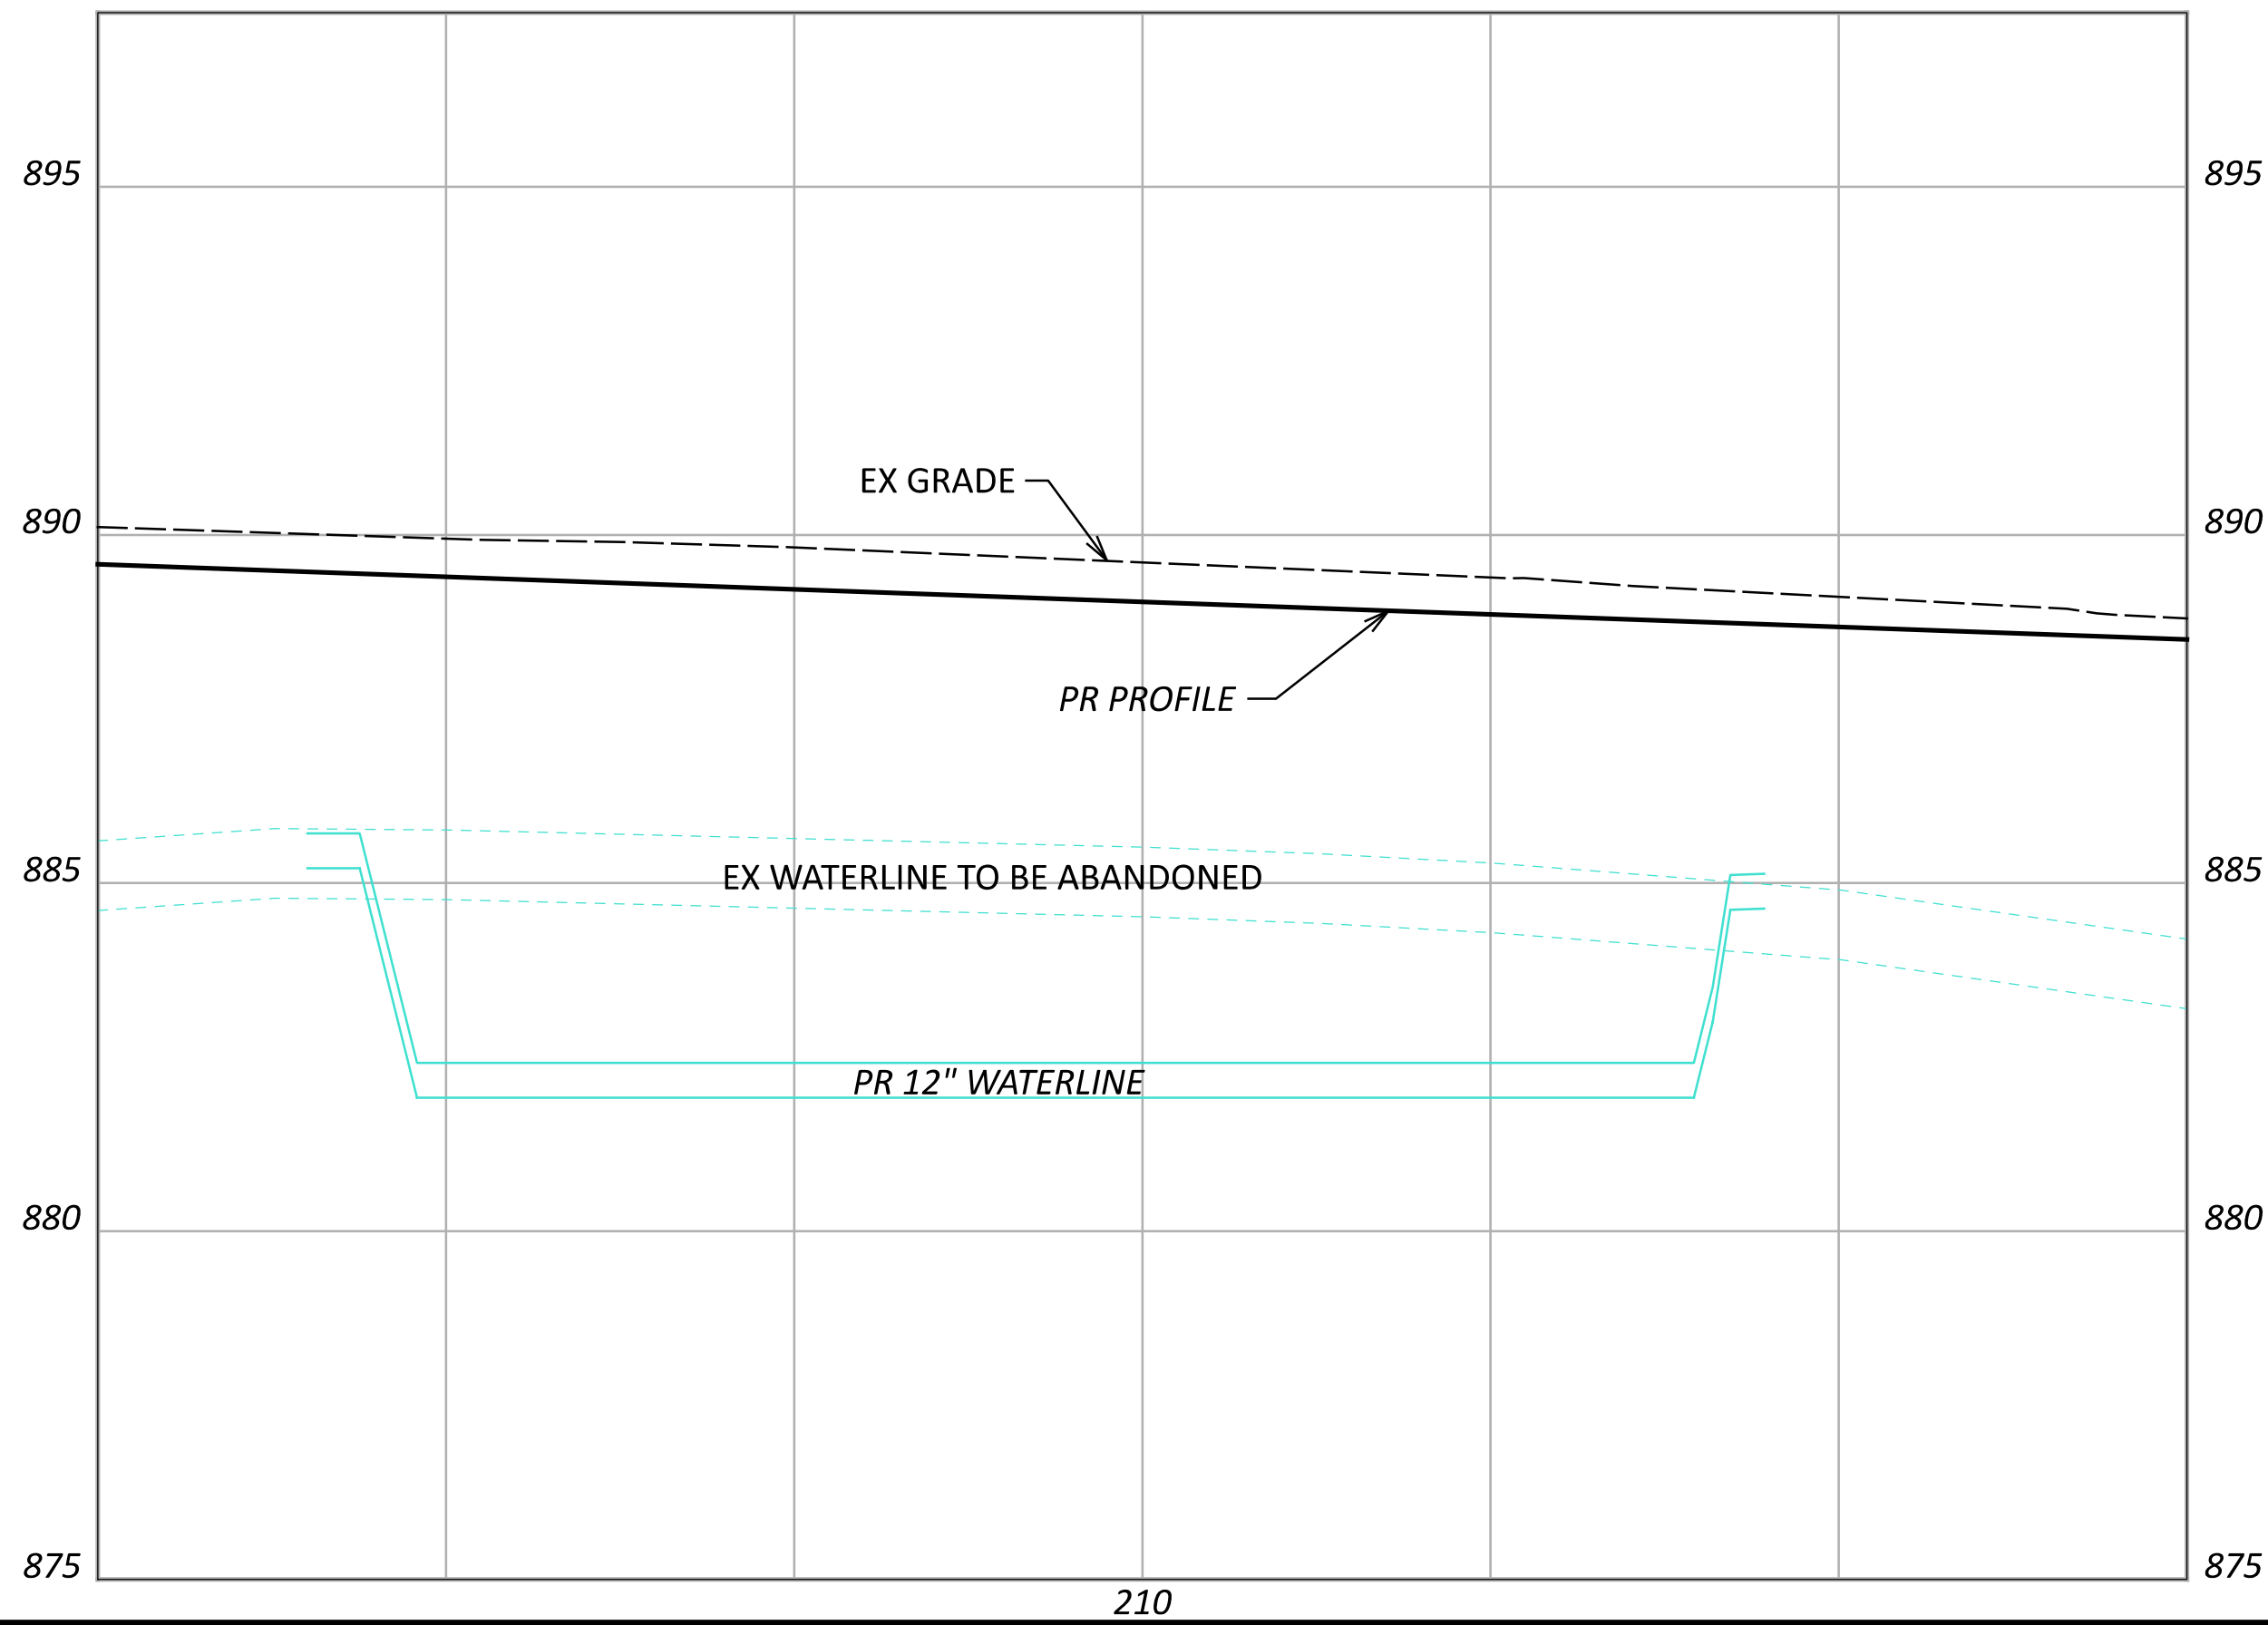 895 895
EX GRADE
890 890
PR PROFILE
885 EX WATERLINE TO BE ABANDONED 885
PR 12" WATERLINE
880 880
875 875
210